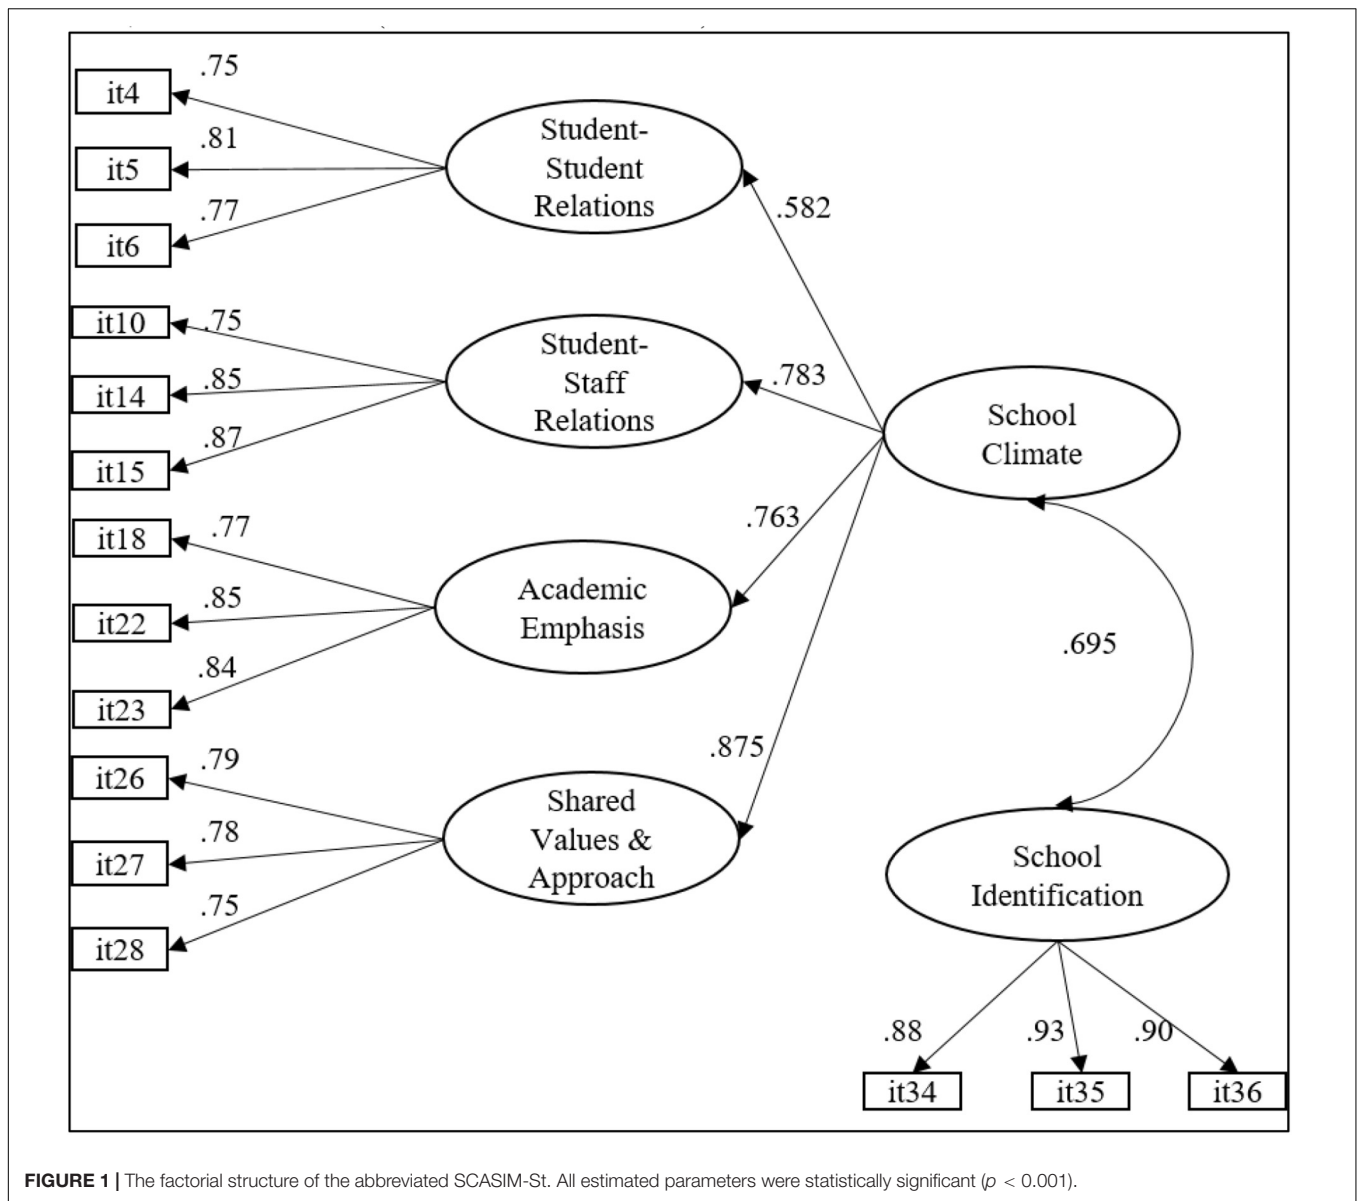 .75
it4
.81
it5
.77
it6
Student-
Student
Relations
.582
it10
.75
it14
.85
it15
.87
Student-
Staff
Relations
.783
School
Climate
it18
.77
it22
.85
it23
.84
Academic
Emphasis
.763
.695
it26
.79
it27
.78
it28
.75
Shared
Values &
Approach
.875
School
Identification
.88
.93
.90
it34
it35
it36
FIGURE 1 | The factorial structure of the abbreviated SCASIM-St. All estimated parameters were statistically significant (p < 0.001).